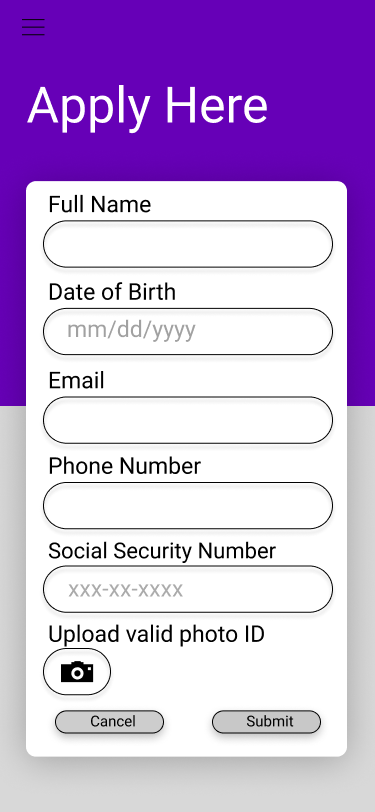 Apply Here
Full Name
Date of Birth
mm/dd/yyyy
Email
Phone Number
Social Security Number
xxx-xx-xxxx
Upload valid photo ID
Cancel
Submit